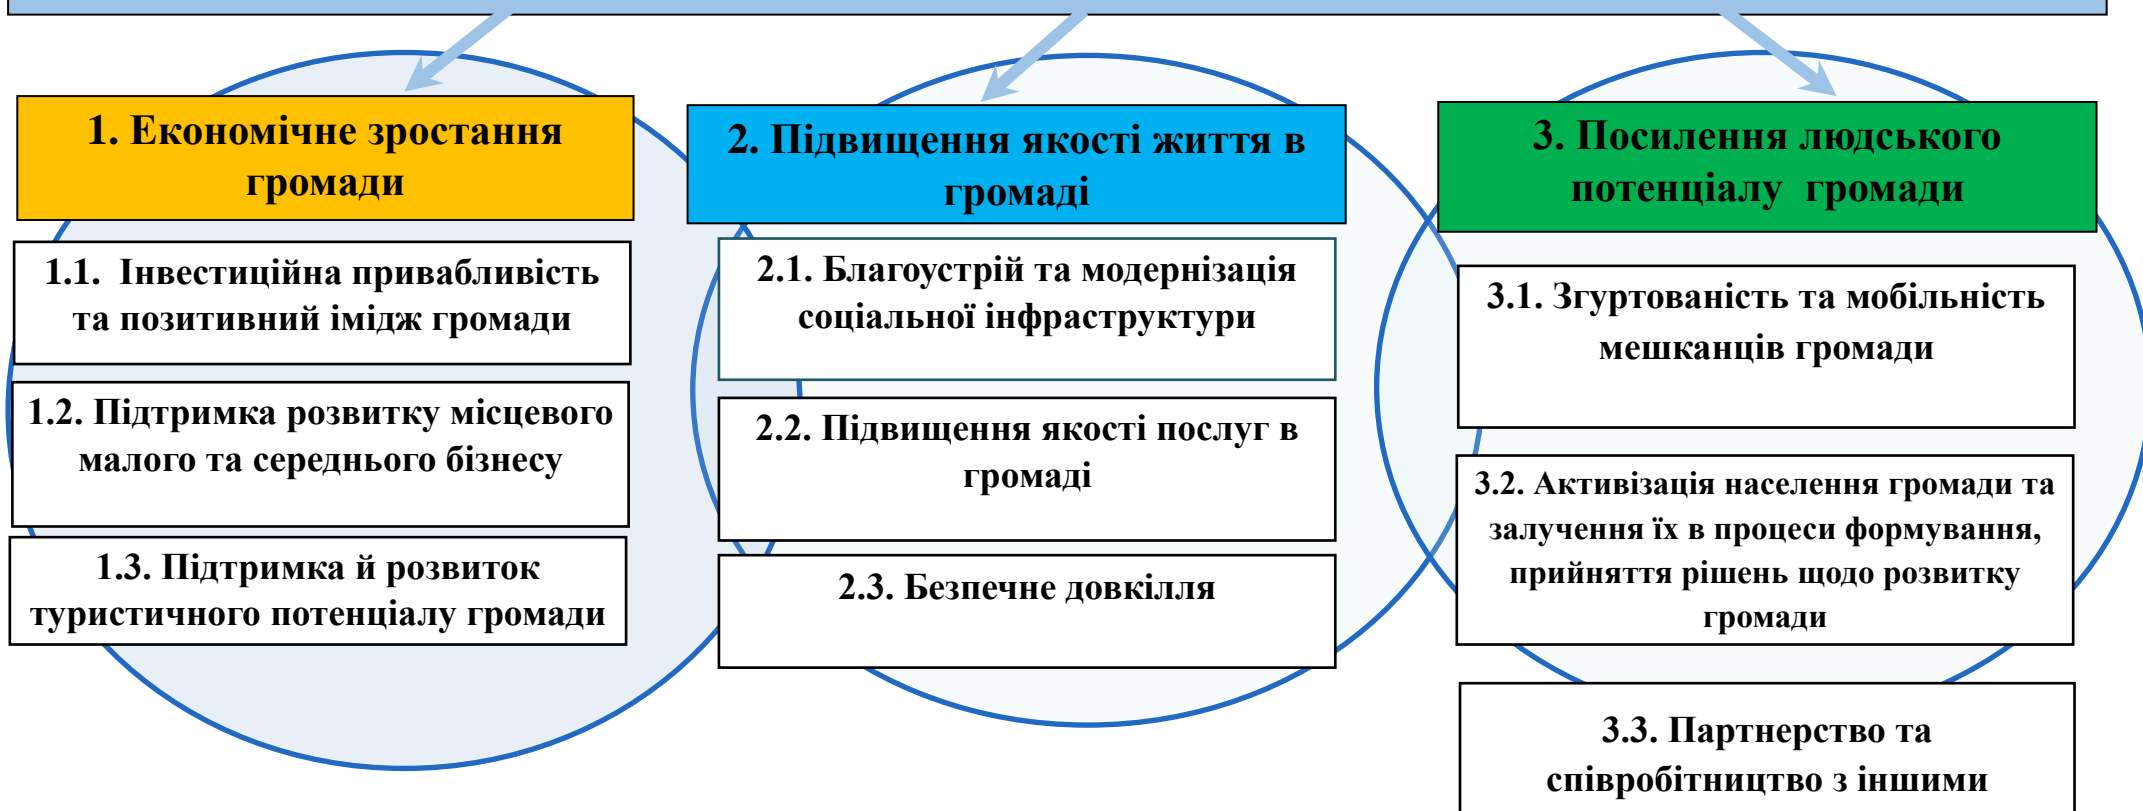 1. Економічне зростання
громади
1.1. Інвестиційна привабливість
та позитивний імідж громади
1.2. Підтримка розвитку місцевого
малого та середнього бізнесу
1.3. Підтримка й розвиток
туристичного потенціалу громади
2. Підвищення якості життя в
громаді
2.1. Благоустрій та модернізація
соціальної інфраструктури
2.2. Підвищення якості послуг в
громаді
2.3. Безпечне довкілля
3. Посилення людського
потенціалу громади
3.1. Згуртованість та мобільність
мешканців громади
3.2. Активізація населення громади та
залучення їх в процеси формування,
прийняття рішень щодо розвитку
громади
3.3. Партнерство та
співробітництво з іншими